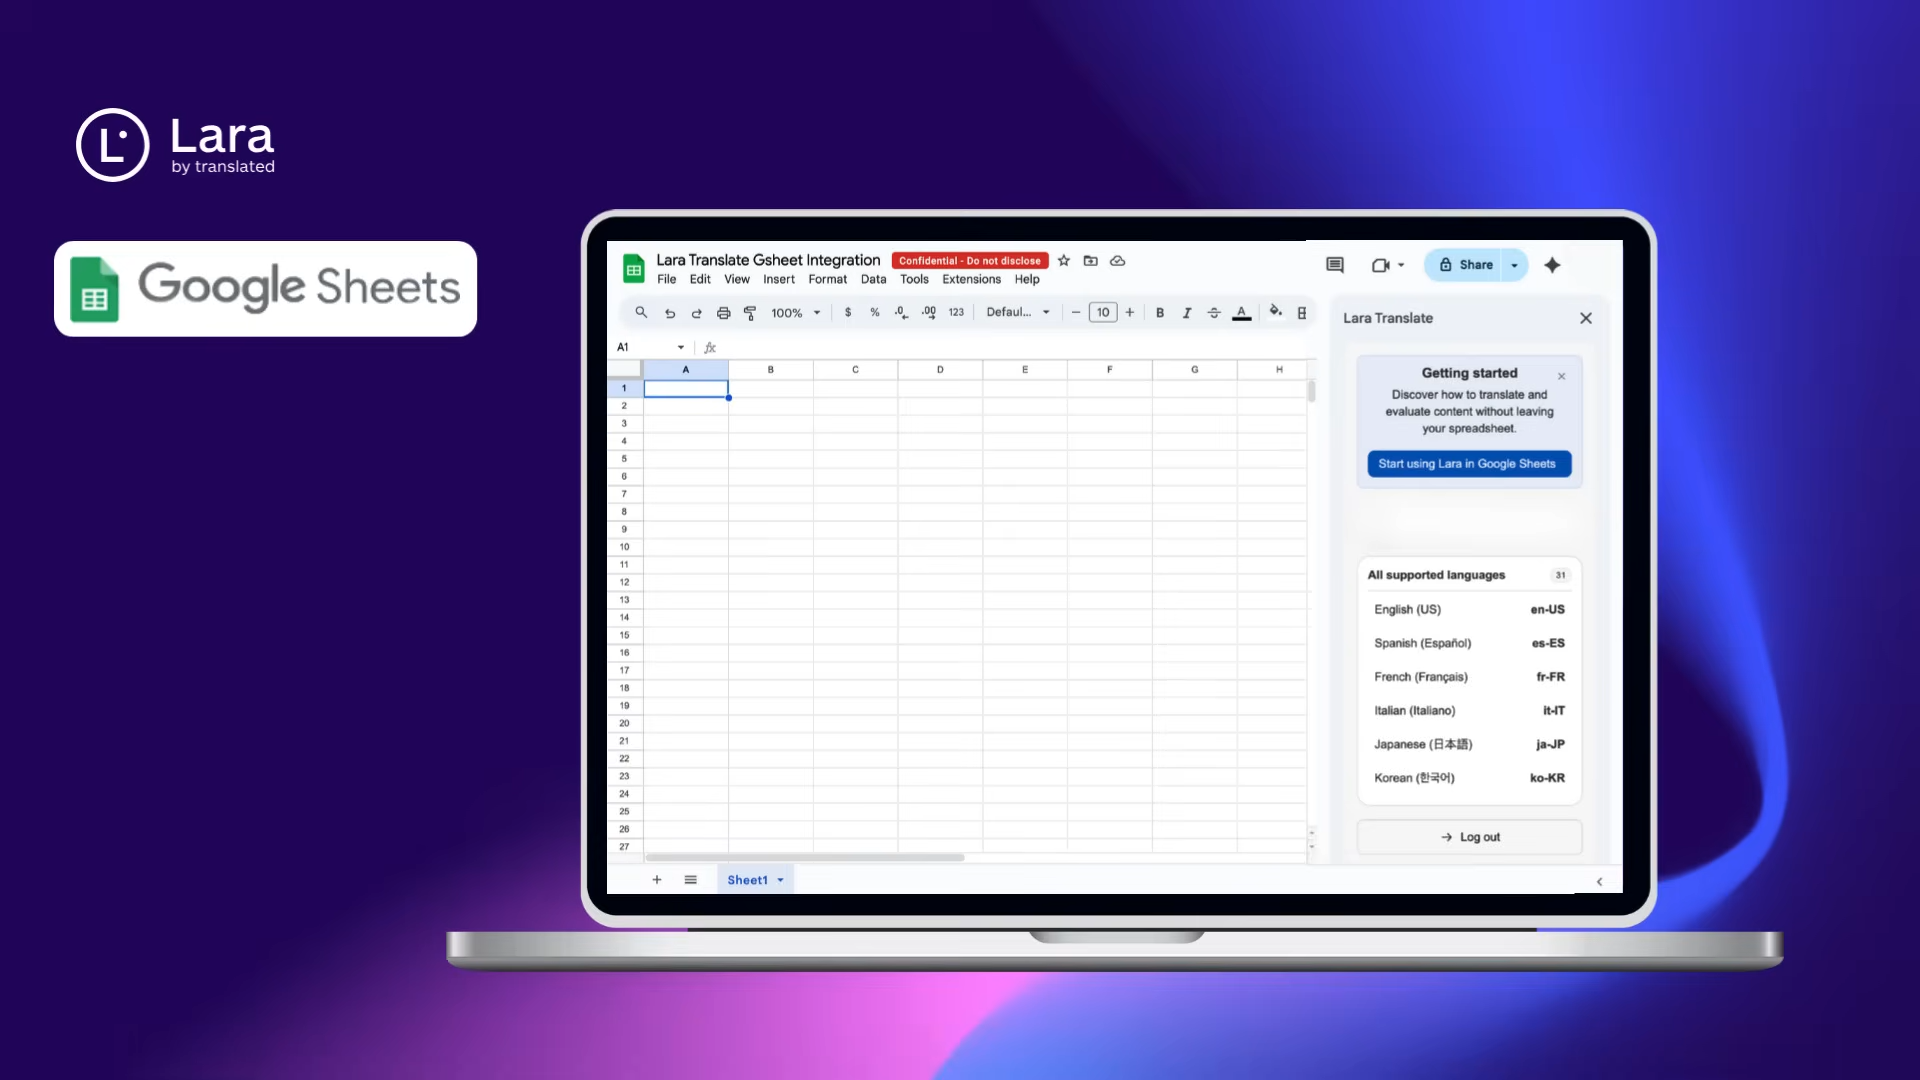 Lara
by translated
Google Sheets
Lara Translate Gsheet Integration Confidential - Do not disclose
File Edit View Insert Format Data Tools Extensions Help
Share
100% $ % .0 .00 123 Defaul... − 10 + B I S A
A1 fx
A B C D E F G H
1
2
3
4
5
6
7
8
9
10
11
12
13
14
15
16
17
18
19
20
21
22
23
24
25
26
27
+ Sheet1
Lara Translate
Getting started
Discover how to translate and
evaluate content without leaving
your spreadsheet.
Start using Lara in Google Sheets
All supported languages 31
English (US) en-US
Spanish (Español) es-ES
French (Français) fr-FR
Italian (Italiano) it-IT
Japanese (日本語) ja-JP
Korean (한국어) ko-KR
Log out